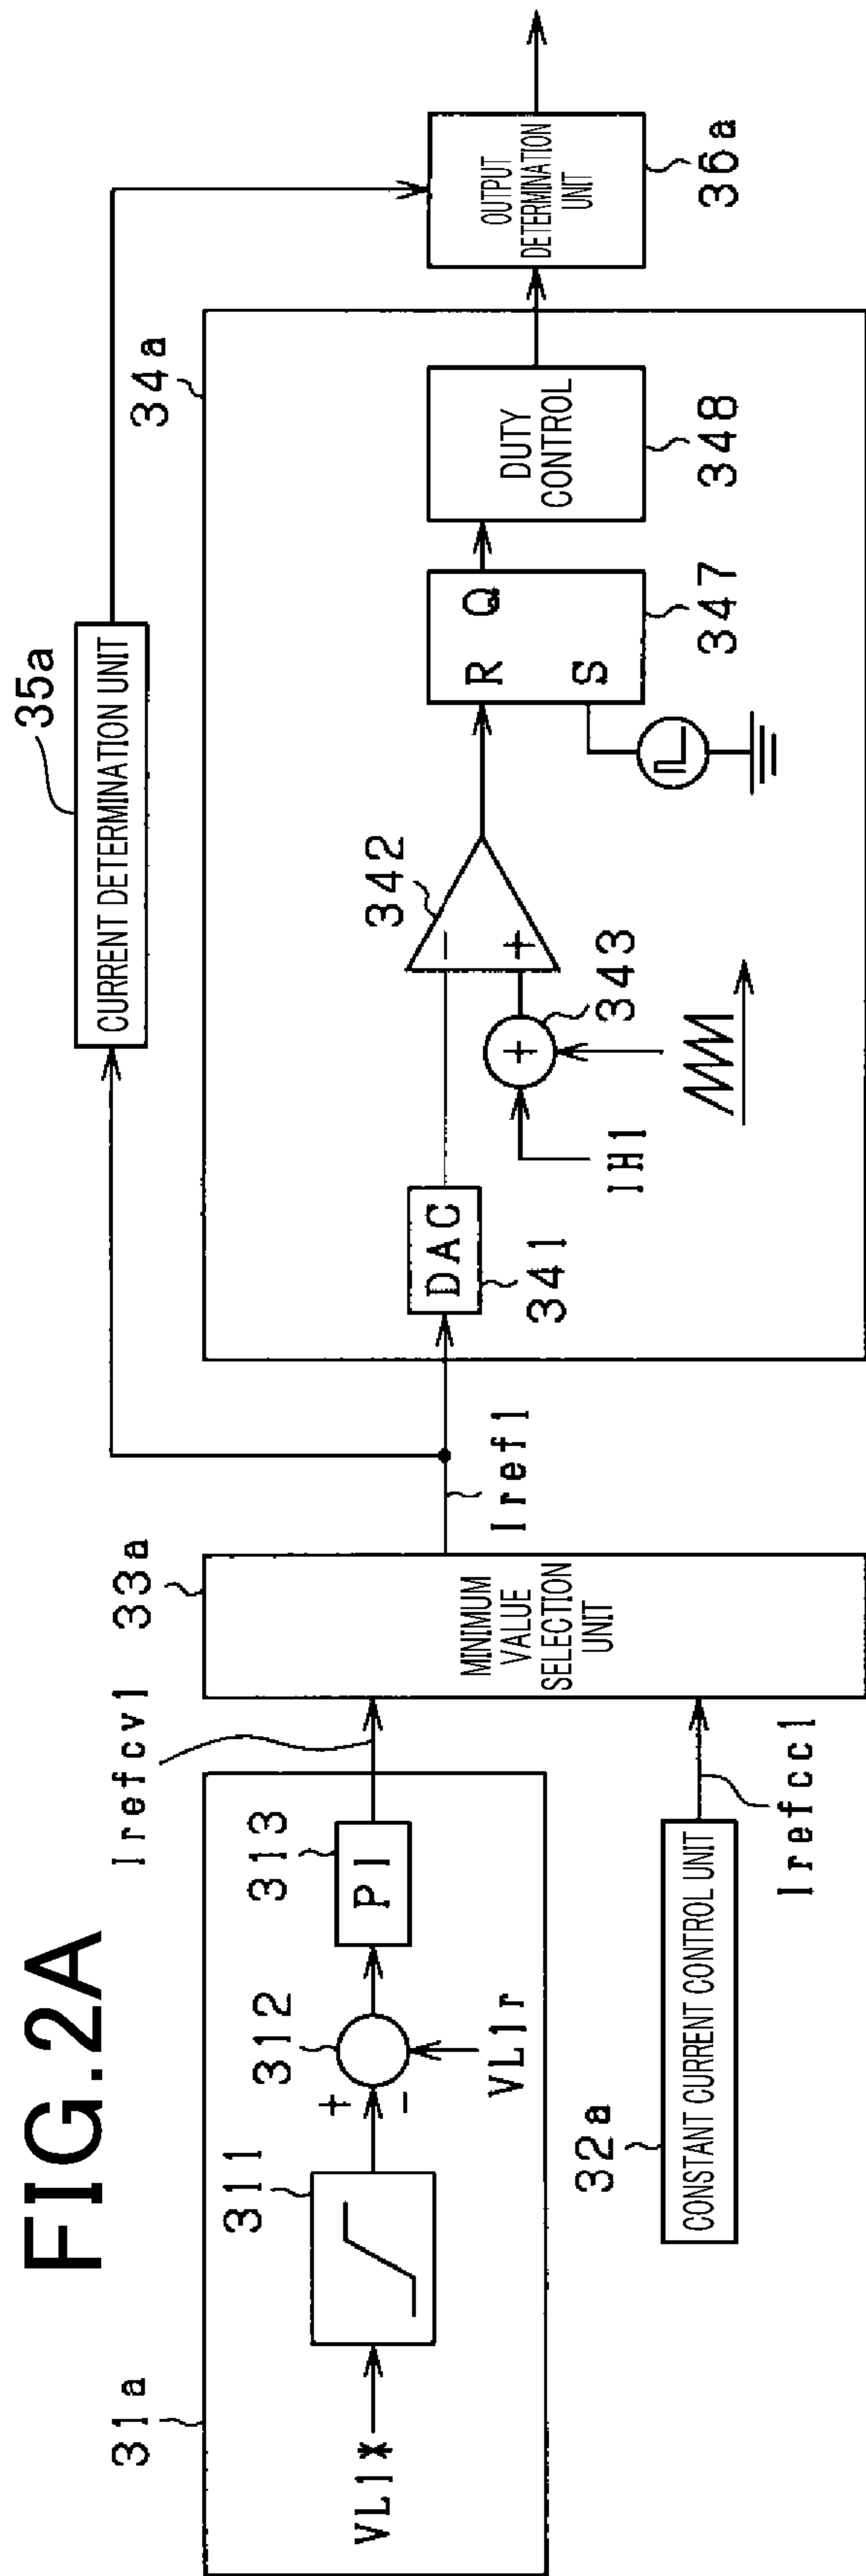 FIG.2A
31a
VL1*
311
+
-
312
VL1r
313
PI
Irefcv1
32a
CONSTANT CURRENT CONTROL UNIT
Irefcc1
33a
MINIMUM
VALUE
SELECTION
UNIT
Iref1
35a
CURRENT DETERMINATION UNIT
34a
DAC
341
IH1
+
343
342
-
+
R
Q
S
347
DUTY
CONTROL
348
OUTPUT
DETERMINATION
UNIT
36a